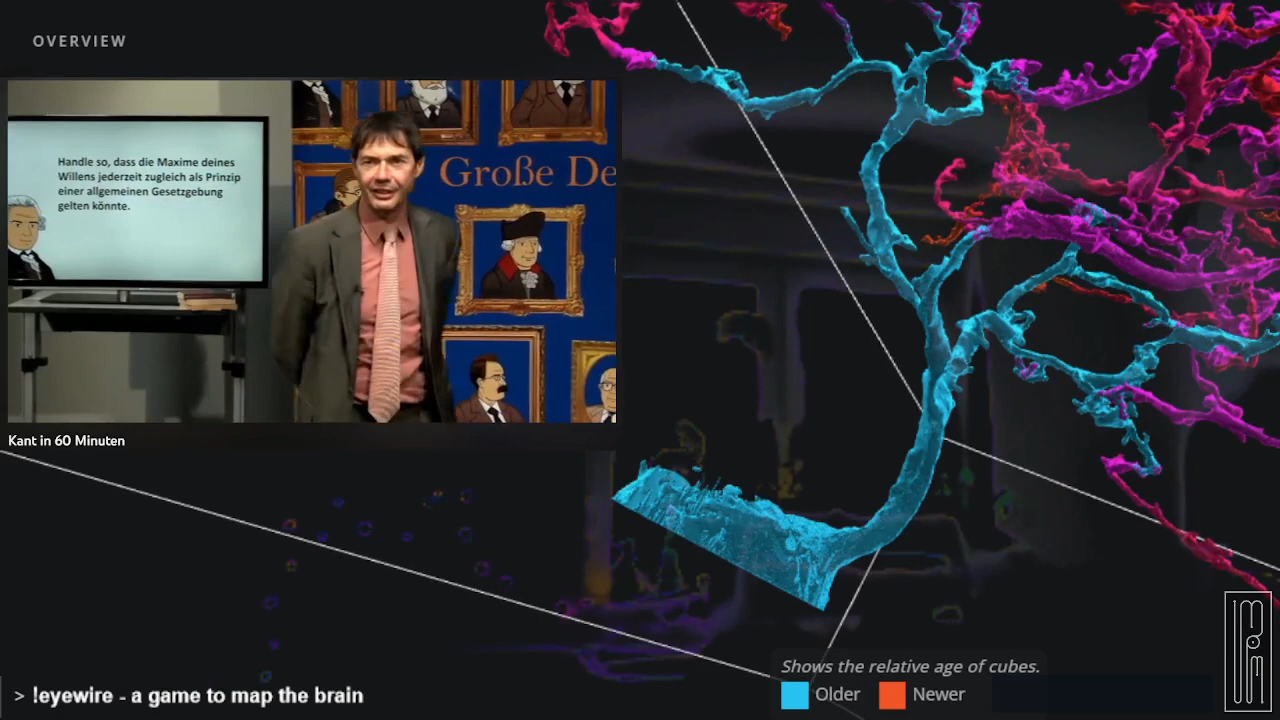 OVERVIEW
Handle so, dass die Maxime deines
Willens jederzeit zugleich als Prinzip
einer allgemeinen Gesetzgebung
gelten könnte.
Große De
Kant in 60 Minuten
Shows the relative age of cubes.
Older Newer
> !eyewire - a game to map the brain